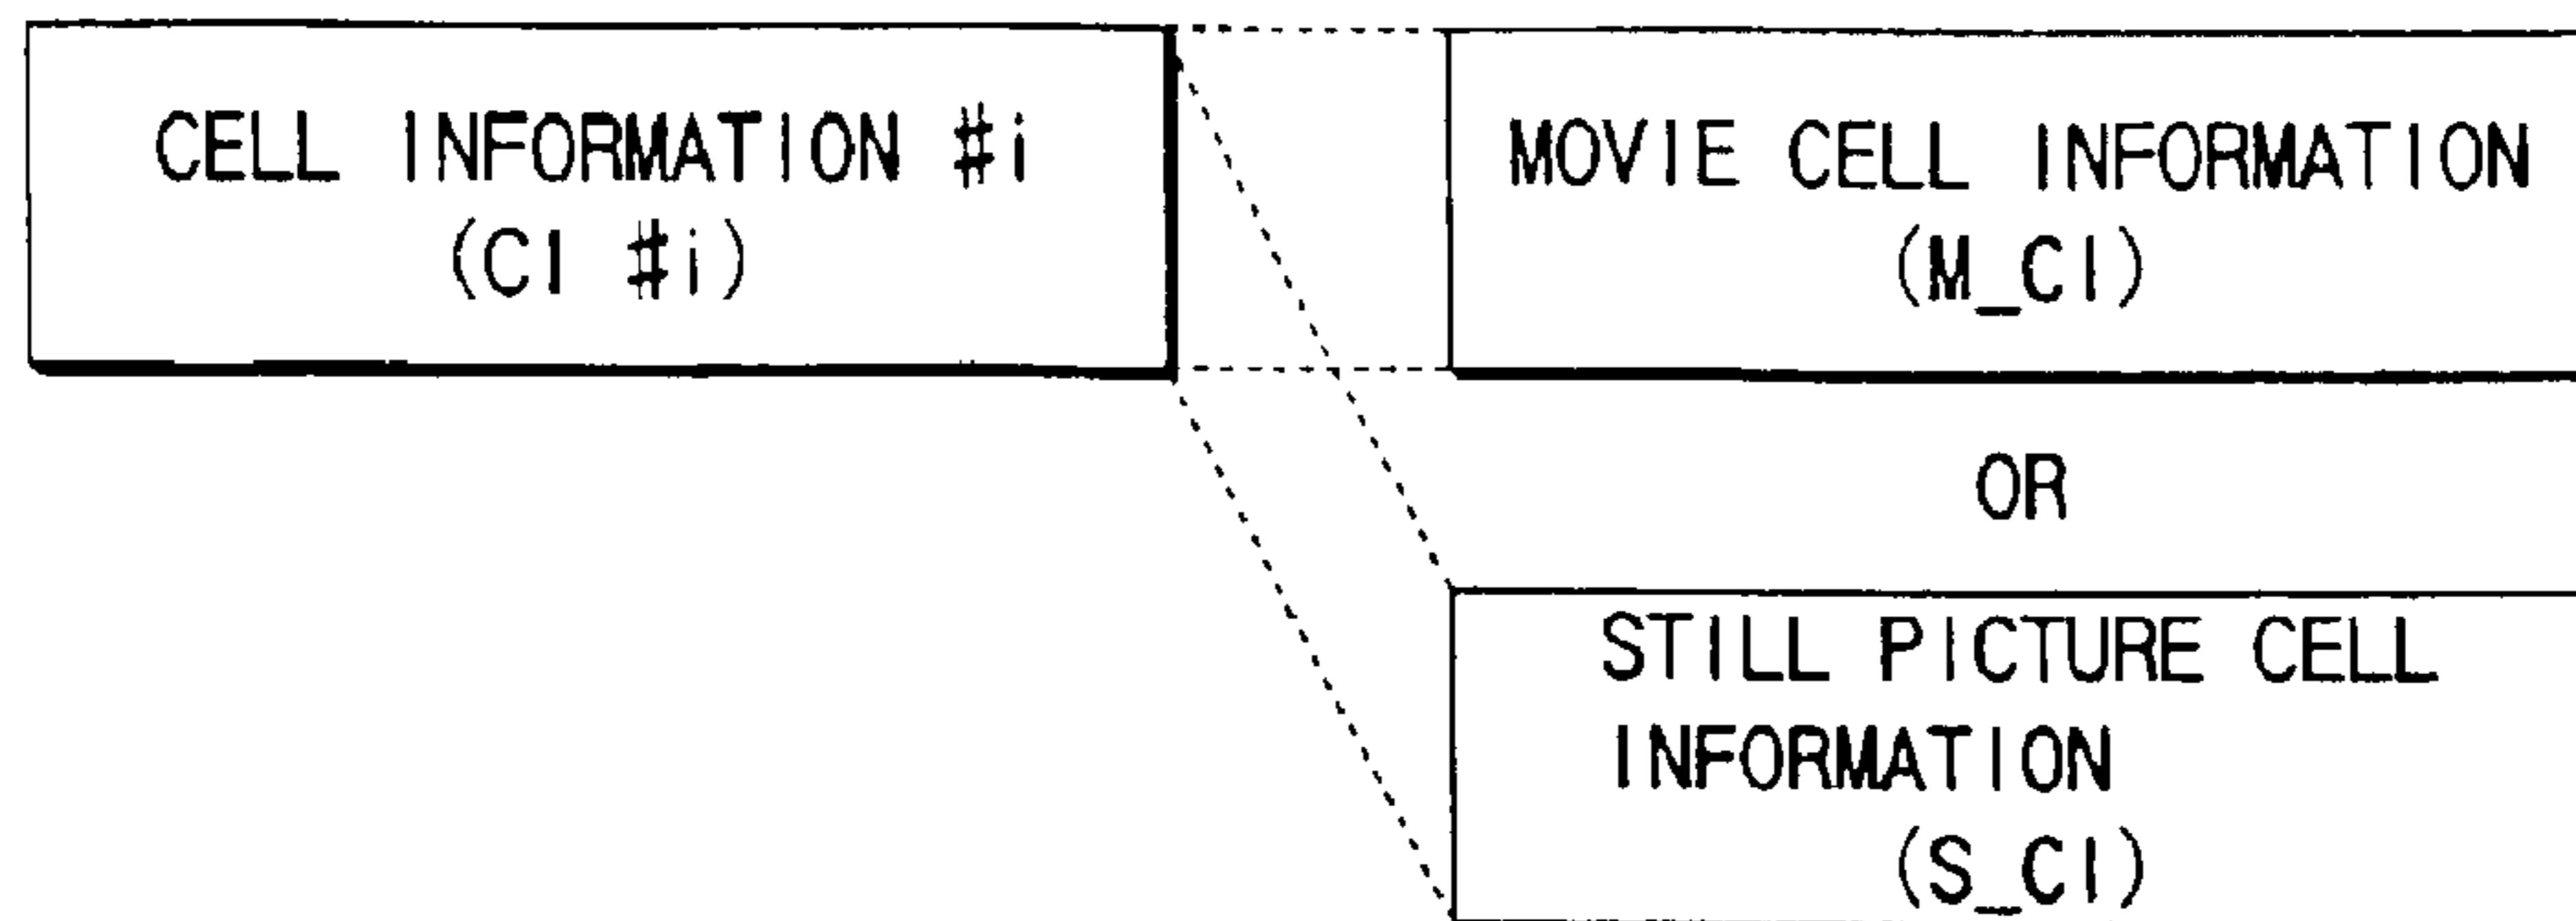 CELL INFORMATION #i
(CI #i)
MOVIE CELL INFORMATION
(M_CI)
OR
STILL PICTURE CELL
INFORMATION
(S_CI)